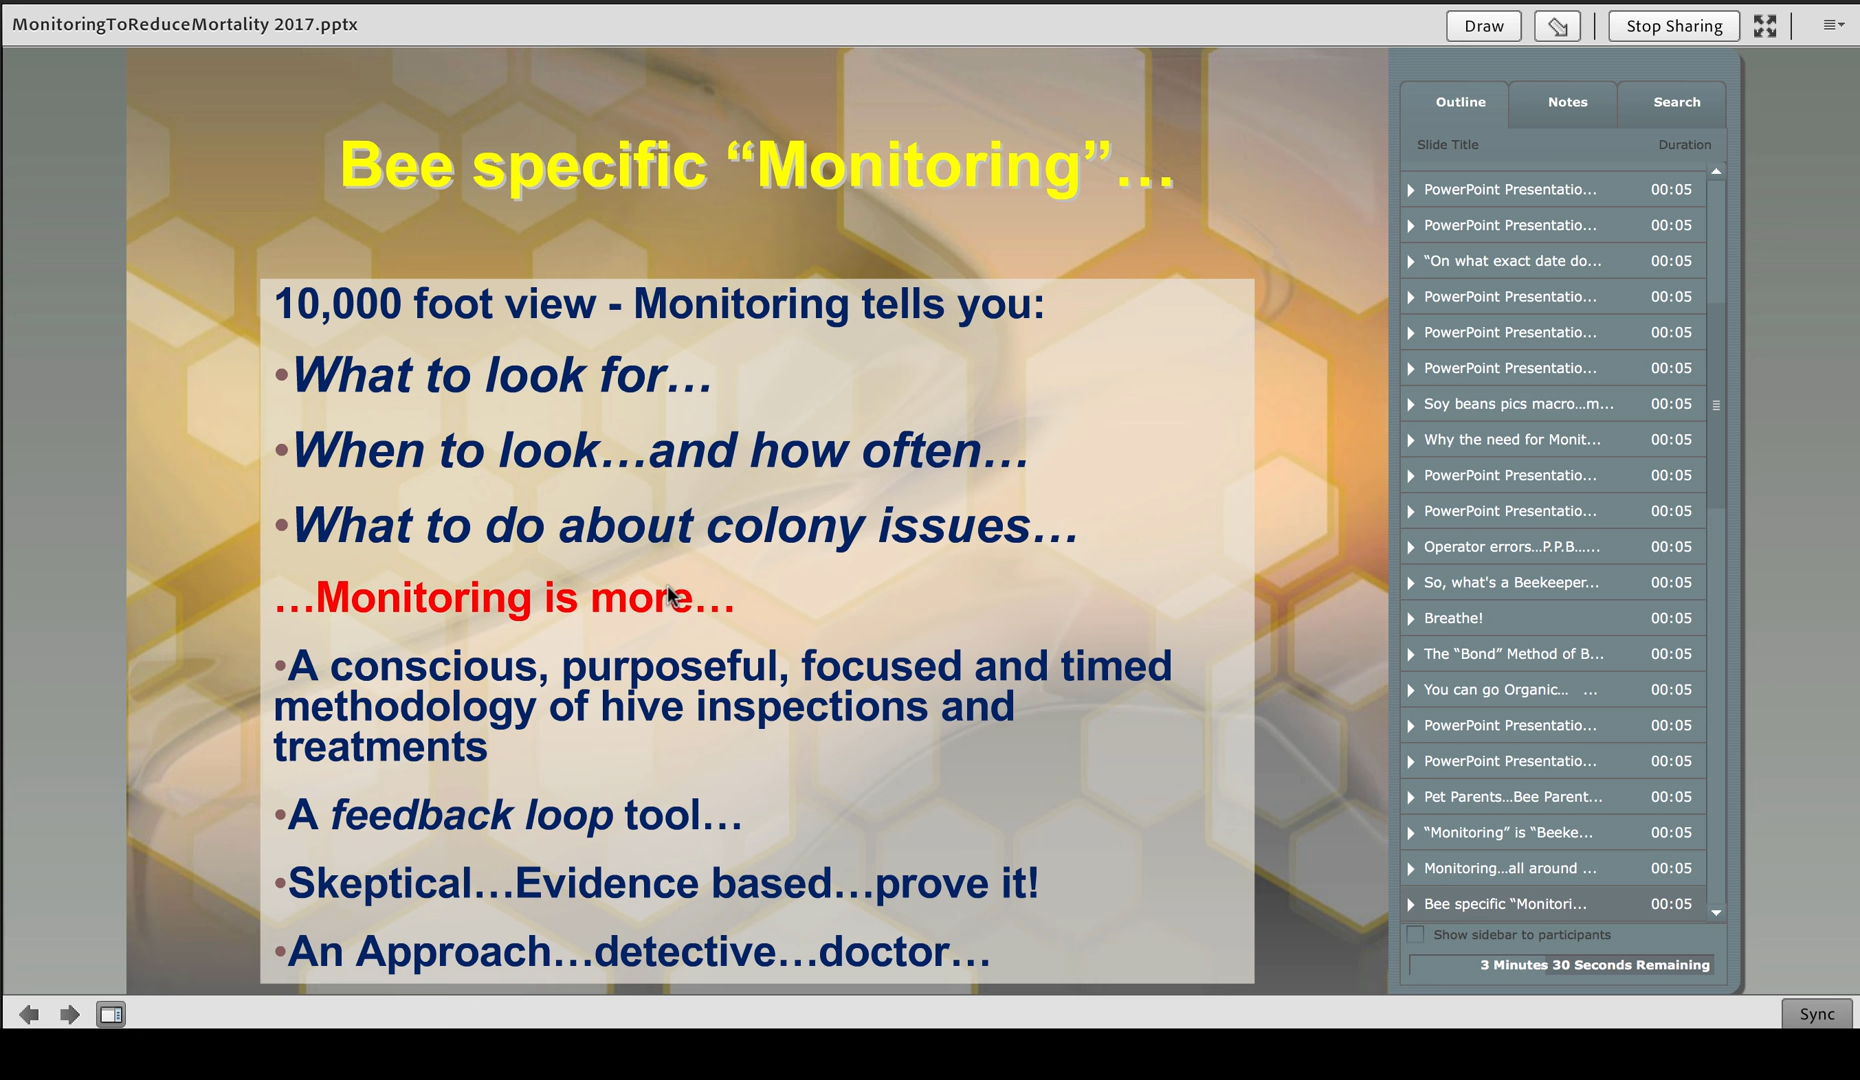 MonitoringToReduceMortality 2017.pptx
Draw
Stop Sharing
Bee specific “Monitoring”…
10,000 foot view - Monitoring tells you:
•What to look for…
•When to look…and how often…
•What to do about colony issues…
…Monitoring is more…
•A conscious, purposeful, focused and timed
methodology of hive inspections and
treatments
•A feedback loop tool…
•Skeptical…Evidence based…prove it!
•An Approach…detective…doctor…
Outline Notes Search
Slide Title Duration
PowerPoint Presentatio... 00:05
PowerPoint Presentatio... 00:05
“On what exact date do... 00:05
PowerPoint Presentatio... 00:05
PowerPoint Presentatio... 00:05
PowerPoint Presentatio... 00:05
Soy beans pics macro…m... 00:05
Why the need for Monit... 00:05
PowerPoint Presentatio... 00:05
PowerPoint Presentatio... 00:05
Operator errors…P.P.B…... 00:05
So, what's a Beekeeper... 00:05
Breathe! 00:05
The “Bond” Method of B... 00:05
You can go Organic… ... 00:05
PowerPoint Presentatio... 00:05
PowerPoint Presentatio... 00:05
Pet Parents…Bee Parent... 00:05
“Monitoring” is “Beeke... 00:05
Monitoring…all around ... 00:05
Bee specific “Monitori... 00:05
Show sidebar to participants
3 Minutes 30 Seconds Remaining
Sync